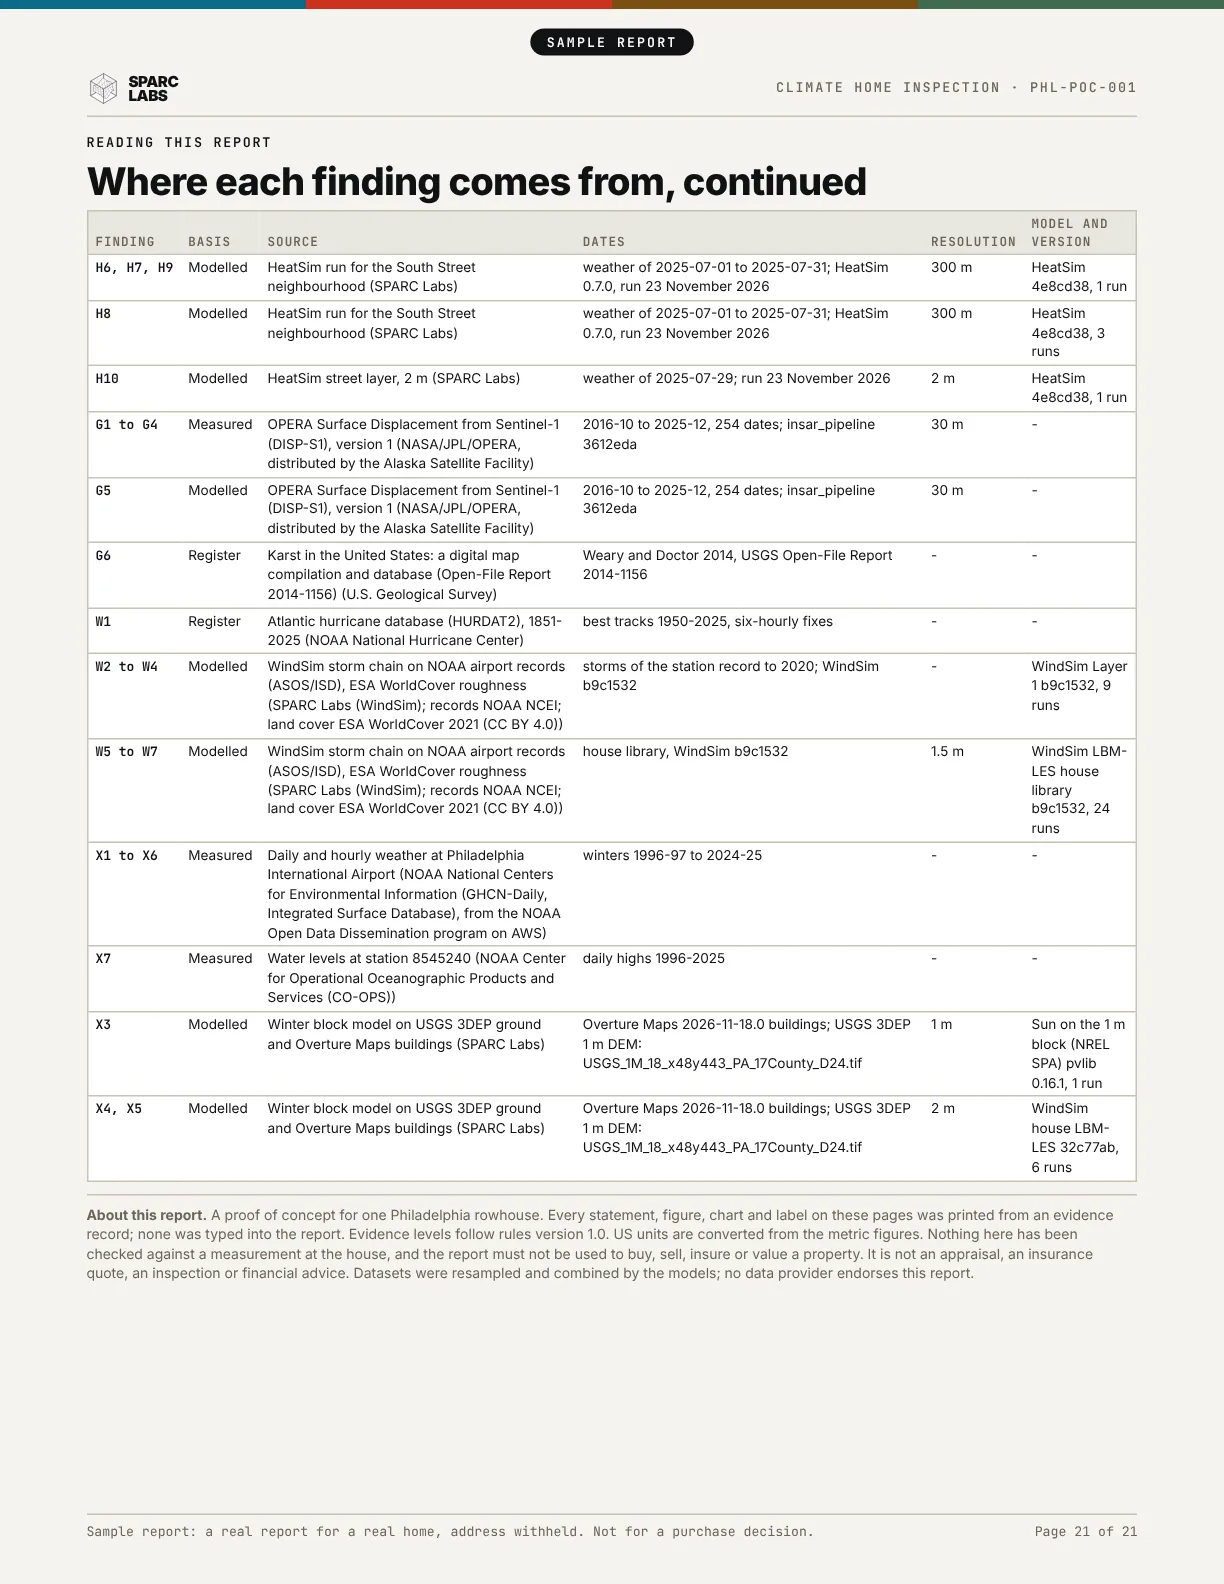 SAMPLE REPORT
SPARC
LABS
CLIMATE HOME INSPECTION · PHL-POC-001
READING THIS REPORT
Where each finding comes from, continued
FINDING BASIS SOURCE DATES RESOLUTION MODEL AND
VERSION
H6, H7, H9 Modelled HeatSim run for the South Street weather of 2025-07-01 to 2025-07-31; HeatSim 300 m HeatSim
neighbourhood (SPARC Labs) 0.7.0, run 23 November 2026 4e8cd38, 1 run
H8 Modelled HeatSim run for the South Street weather of 2025-07-01 to 2025-07-31; HeatSim 300 m HeatSim
neighbourhood (SPARC Labs) 0.7.0, run 23 November 2026 4e8cd38, 3
runs
H10 Modelled HeatSim street layer, 2 m (SPARC Labs) weather of 2025-07-29; run 23 November 2026 2 m HeatSim
4e8cd38, 1 run
G1 to G4 Measured OPERA Surface Displacement from Sentinel-1 2016-10 to 2025-12, 254 dates; insar_pipeline 30 m -
(DISP-S1), version 1 (NASA/JPL/OPERA, 3612eda
distributed by the Alaska Satellite Facility)
G5 Modelled OPERA Surface Displacement from Sentinel-1 2016-10 to 2025-12, 254 dates; insar_pipeline 30 m -
(DISP-S1), version 1 (NASA/JPL/OPERA, 3612eda
distributed by the Alaska Satellite Facility)
G6 Register Karst in the United States: a digital map Weary and Doctor 2014, USGS Open-File Report - -
compilation and database (Open-File Report 2014-1156
2014-1156) (U.S. Geological Survey)
W1 Register Atlantic hurricane database (HURDAT2), 1851- best tracks 1950-2025, six-hourly fixes - -
2025 (NOAA National Hurricane Center)
W2 to W4 Modelled WindSim storm chain on NOAA airport records storms of the station record to 2020; WindSim - WindSim Layer
(ASOS/ISD), ESA WorldCover roughness b9c1532 1 b9c1532, 9
(SPARC Labs (WindSim); records NOAA NCEI; runs
land cover ESA WorldCover 2021 (CC BY 4.0))
W5 to W7 Modelled WindSim storm chain on NOAA airport records house library, WindSim b9c1532 1.5 m WindSim LBM-
(ASOS/ISD), ESA WorldCover roughness LES house
(SPARC Labs (WindSim); records NOAA NCEI; library
land cover ESA WorldCover 2021 (CC BY 4.0)) b9c1532, 24
runs
X1 to X6 Measured Daily and hourly weather at Philadelphia winters 1996-97 to 2024-25 - -
International Airport (NOAA National Centers
for Environmental Information (GHCN-Daily,
Integrated Surface Database), from the NOAA
Open Data Dissemination program on AWS)
X7 Measured Water levels at station 8545240 (NOAA Center daily highs 1996-2025 - -
for Operational Oceanographic Products and
Services (CO-OPS))
X3 Modelled Winter block model on USGS 3DEP ground Overture Maps 2026-11-18.0 buildings; USGS 3DEP 1 m Sun on the 1 m
and Overture Maps buildings (SPARC Labs) 1 m DEM: block (NREL
USGS_1M_18_x48y443_PA_17County_D24.tif SPA) pvlib
0.16.1, 1 run
X4, X5 Modelled Winter block model on USGS 3DEP ground Overture Maps 2026-11-18.0 buildings; USGS 3DEP 2 m WindSim
and Overture Maps buildings (SPARC Labs) 1 m DEM: house LBM-
USGS_1M_18_x48y443_PA_17County_D24.tif LES 32c77ab,
6 runs
About this report. A proof of concept for one Philadelphia rowhouse. Every statement, figure, chart and label on these pages was printed from an evidence
record; none was typed into the report. Evidence levels follow rules version 1.0. US units are converted from the metric figures. Nothing here has been
checked against a measurement at the house, and the report must not be used to buy, sell, insure or value a property. It is not an appraisal, an insurance
quote, an inspection or financial advice. Datasets were resampled and combined by the models; no data provider endorses this report.
Sample report: a real report for a real home, address withheld. Not for a purchase decision.
Page 21 of 21